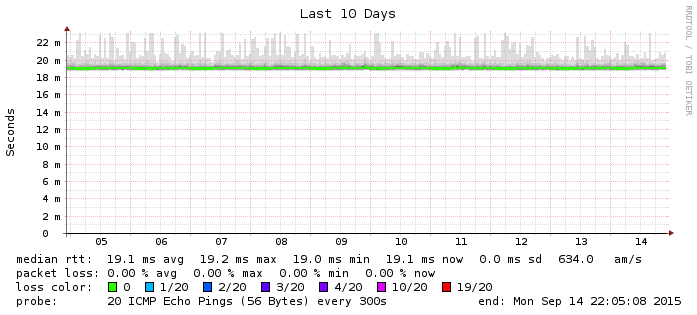 Last 10 Days
RRDTOOL / TOBI OETIKER
Seconds
22 m
20 m
18 m
16 m
14 m
12 m
10 m
8 m
6 m
4 m
2 m
0
05 06 07 08 09 10 11 12 13 14
median rtt: 19.1 ms avg 19.2 ms max 19.0 ms min 19.1 ms now 0.0 ms sd 634.0 am/s
packet loss: 0.00 % avg 0.00 % max 0.00 % min 0.00 % now
loss color: 0 1/20 2/20 3/20 4/20 10/20 19/20
probe: 20 ICMP Echo Pings (56 Bytes) every 300s end: Mon Sep 14 22:05:08 2015